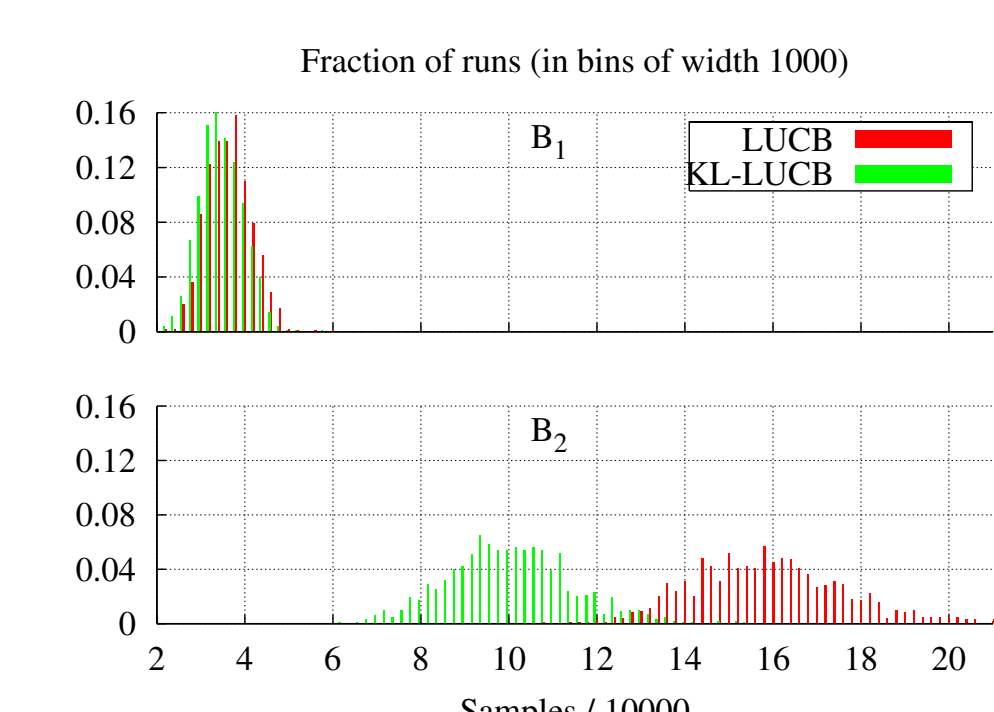 Fraction of runs (in bins of width 1000)
0.16
0.12
0.08
0.04
0
B1
LUCB
KL-LUCB
0.16
0.12
0.08
0.04
0
B2
2 4 6 8 10 12 14 16 18 20
Samples / 10000